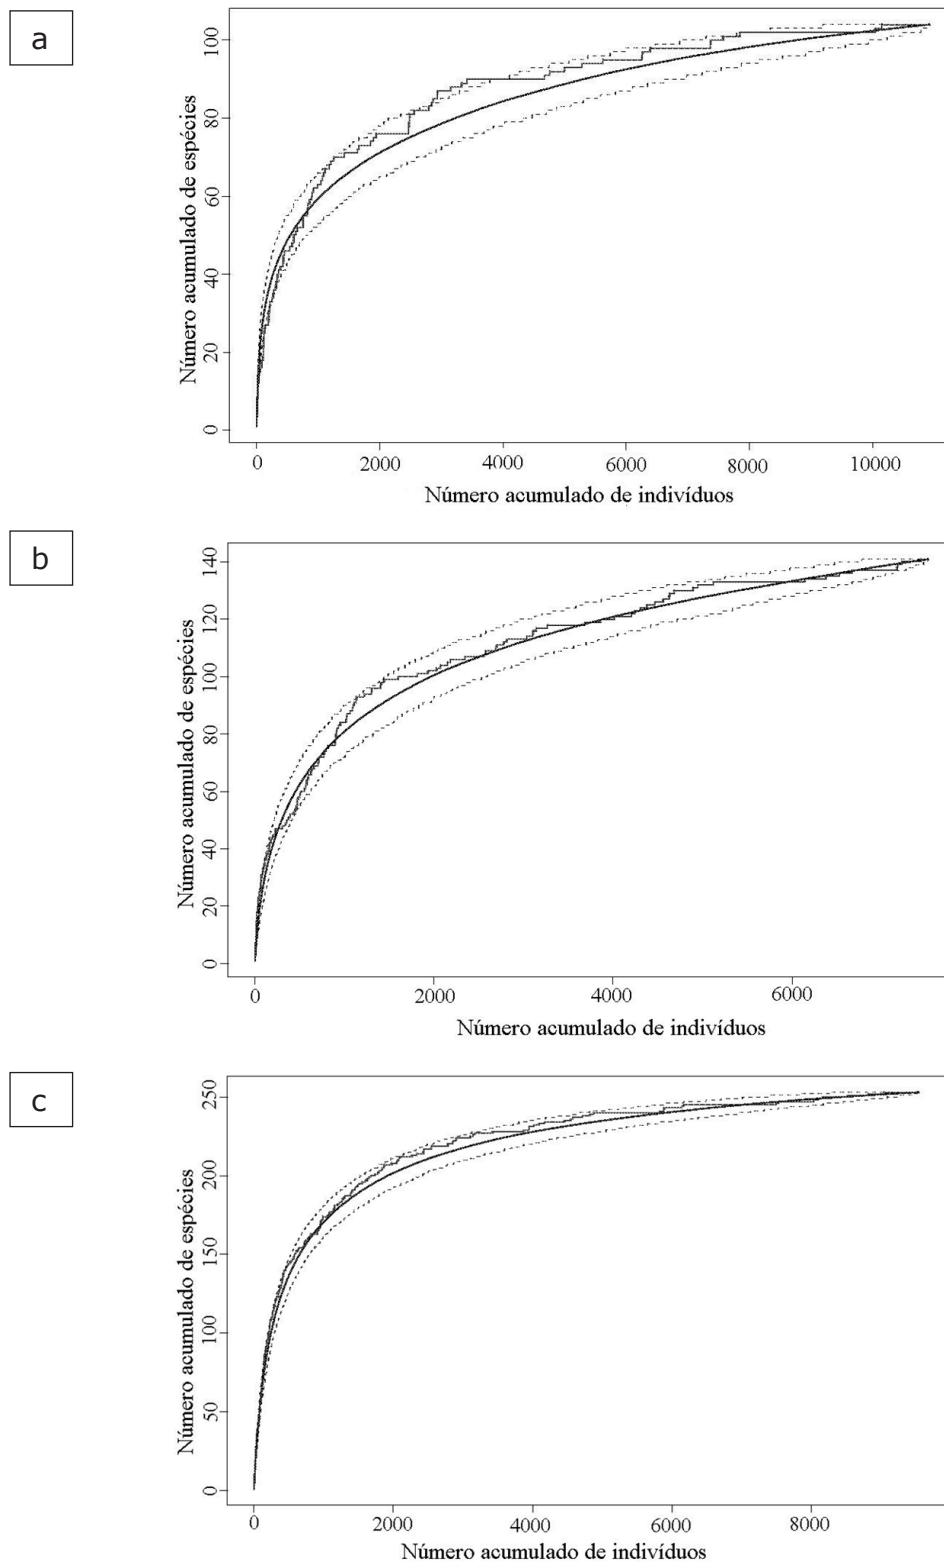 a
Número acumulado de espécies
100
80
60
40
20
0
0 2000 4000 6000 8000 10000
Número acumulado de indivíduos
b
Número acumulado de espécies
140
120
100
80
60
40
20
0
0 2000 4000 6000
Número acumulado de indivíduos
c
Número acumulado de espécies
250
200
150
100
50
0
0 2000 4000 6000 8000
Número acumulado de indivíduos